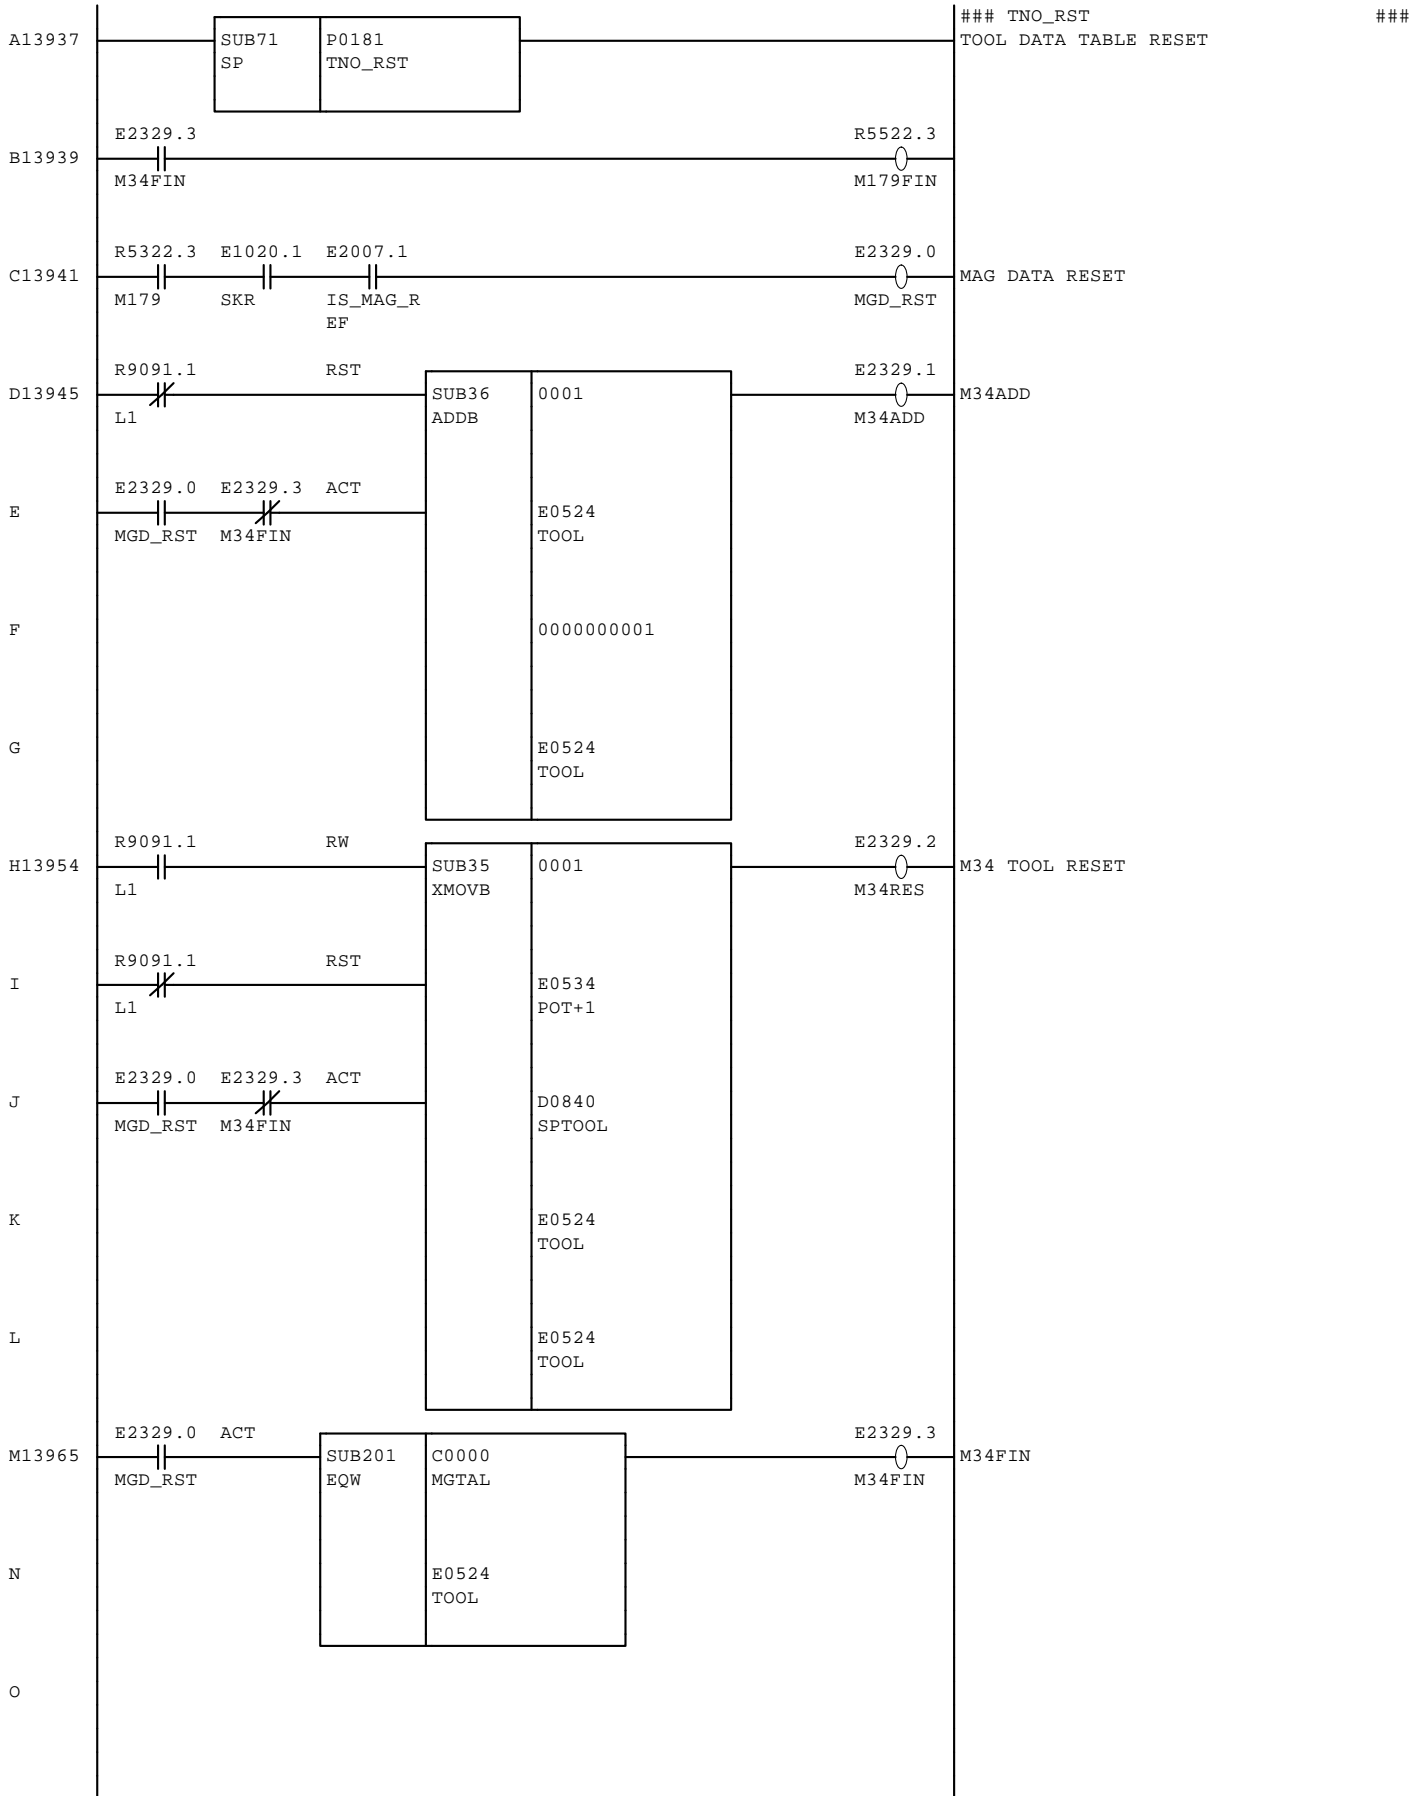 ### TNO_RST ###
A13937 SUB71 P0181 TOOL DATA TABLE RESET
SP TNO_RST
E2329.3 R5522.3
B13939
M34FIN M179FIN
R5322.3 E1020.1 E2007.1 E2329.0
C13941 MAG DATA RESET
M179 SKR IS_MAG_R MGD_RST
EF
R9091.1 RST E2329.1
D13945 SUB36 0001 M34ADD
L1 ADDB M34ADD
E2329.0 E2329.3 ACT
E E0524
MGD_RST M34FIN TOOL
F 0000000001
G E0524
TOOL
R9091.1 RW E2329.2
H13954 SUB35 0001 M34 TOOL RESET
L1 XMOVB M34RES
R9091.1 RST
I E0534
L1 POT+1
E2329.0 E2329.3 ACT
J D0840
MGD_RST M34FIN SPTOOL
K E0524
TOOL
L E0524
TOOL
E2329.0 ACT E2329.3
M13965 SUB201 C0000 M34FIN
MGD_RST EQW MGTAL M34FIN
N E0524
TOOL
O